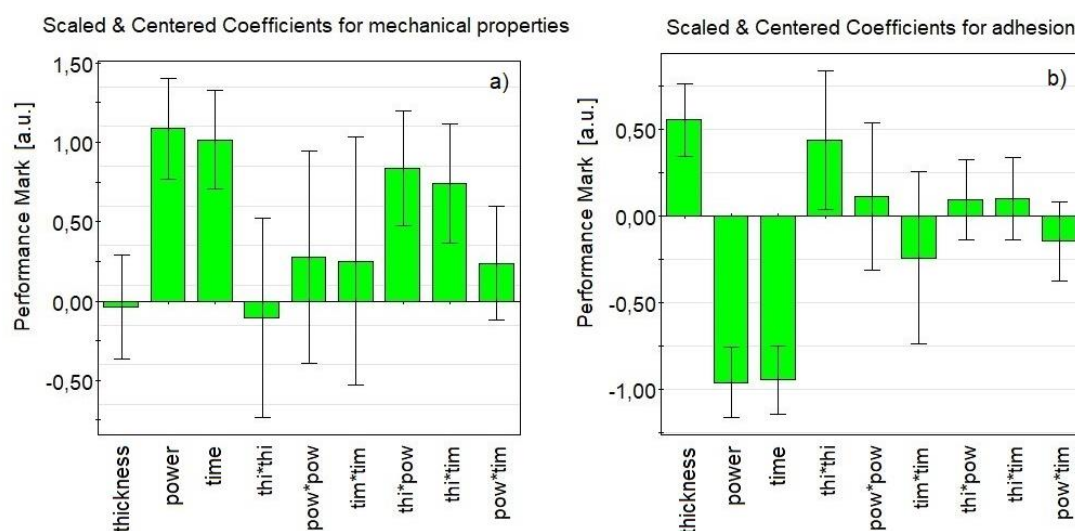 Scaled & Centered Coefficients for mechanical properties
a)
Performance Mark [a.u.]
1,50
1,00
0,50
0,00
-0,50
thickness
power
time
thi*thi
pow*pow
tim*tim
thi*pow
thi*tim
pow*tim
Scaled & Centered Coefficients for adhesion
b)
Performance Mark [a.u.]
0,50
0,00
-0,50
-1,00
thickness
power
time
thi*thi
pow*pow
tim*tim
thi*pow
thi*tim
pow*tim